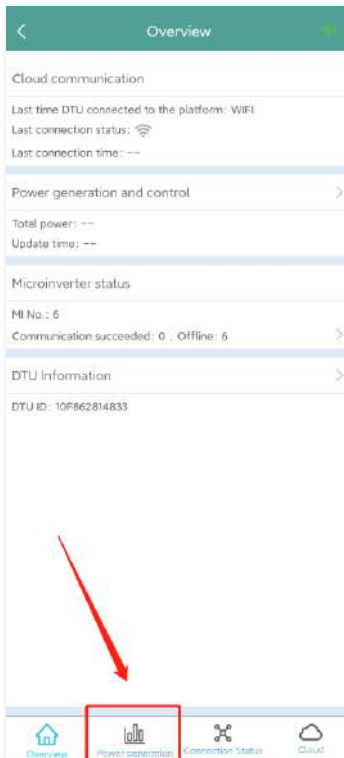 Overview
Cloud communication
Last time DTU connected to the platform: WIFI
Last connection status:
Last connection time: --
Power generation and control
Total power: --
Update time: --
Microinverter status
MI No.: 6
Communication succeeded: 0 , Offline: 6
DTU Information
DTU ID: 10F862814833
Overview
Power generation
Connection Status
Cloud